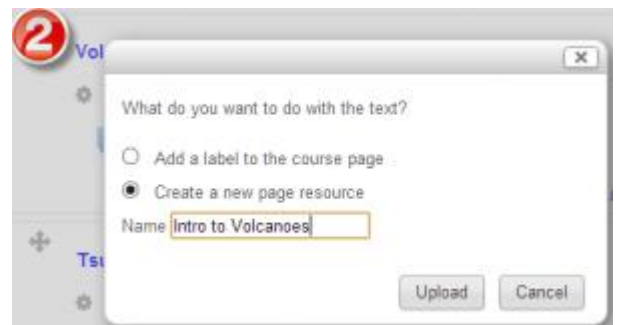 2
Vol
What do you want to do with the text?
Add a label to the course page
Create a new page resource
Name Intro to Volcanoes
Tsu
Upload Cancel